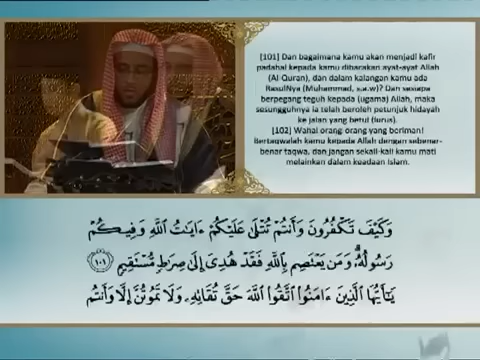 [101] Dan bagaimana kamu akan menjadi kafir
padahal kepada kamu dibacakan ayat-ayat Allah
(Al-Quran), dan dalam kalangan kamu ada
RasulNya (Muhammad, s.a.w)? Dan sesiapa
berpegang teguh kepada (ugama) Allah, maka
sesungguhnya ia telah beroleh petunjuk hidayah
ke jalan yang betul (lurus).
[102] Wahai orang-orang yang beriman!
Bertaqwalah kamu kepada Allah dengan sebenar-
benar taqwa, dan jangan sekali-kali kamu mati
melainkan dalam keadaan Islam.
وَكَيْفَ تَكْفُرُونَ وَأَنتُمْ تُتْلَىٰ عَلَيْكُمْ ءَايَٰتُ ٱللَّهِ وَفِيكُمْ
رَسُولُهُۥ ۗ وَمَن يَعْتَصِم بِٱللَّهِ فَقَدْ هُدِىَ إِلَىٰ صِرَٰطٍ مُّسْتَقِيمٍ ١٠١
يَٰٓأَيُّهَا ٱلَّذِينَ ءَامَنُوا۟ ٱتَّقُوا۟ ٱللَّهَ حَقَّ تُقَاتِهِۦ وَلَا تَمُوتُنَّ إِلَّا وَأَنتُم